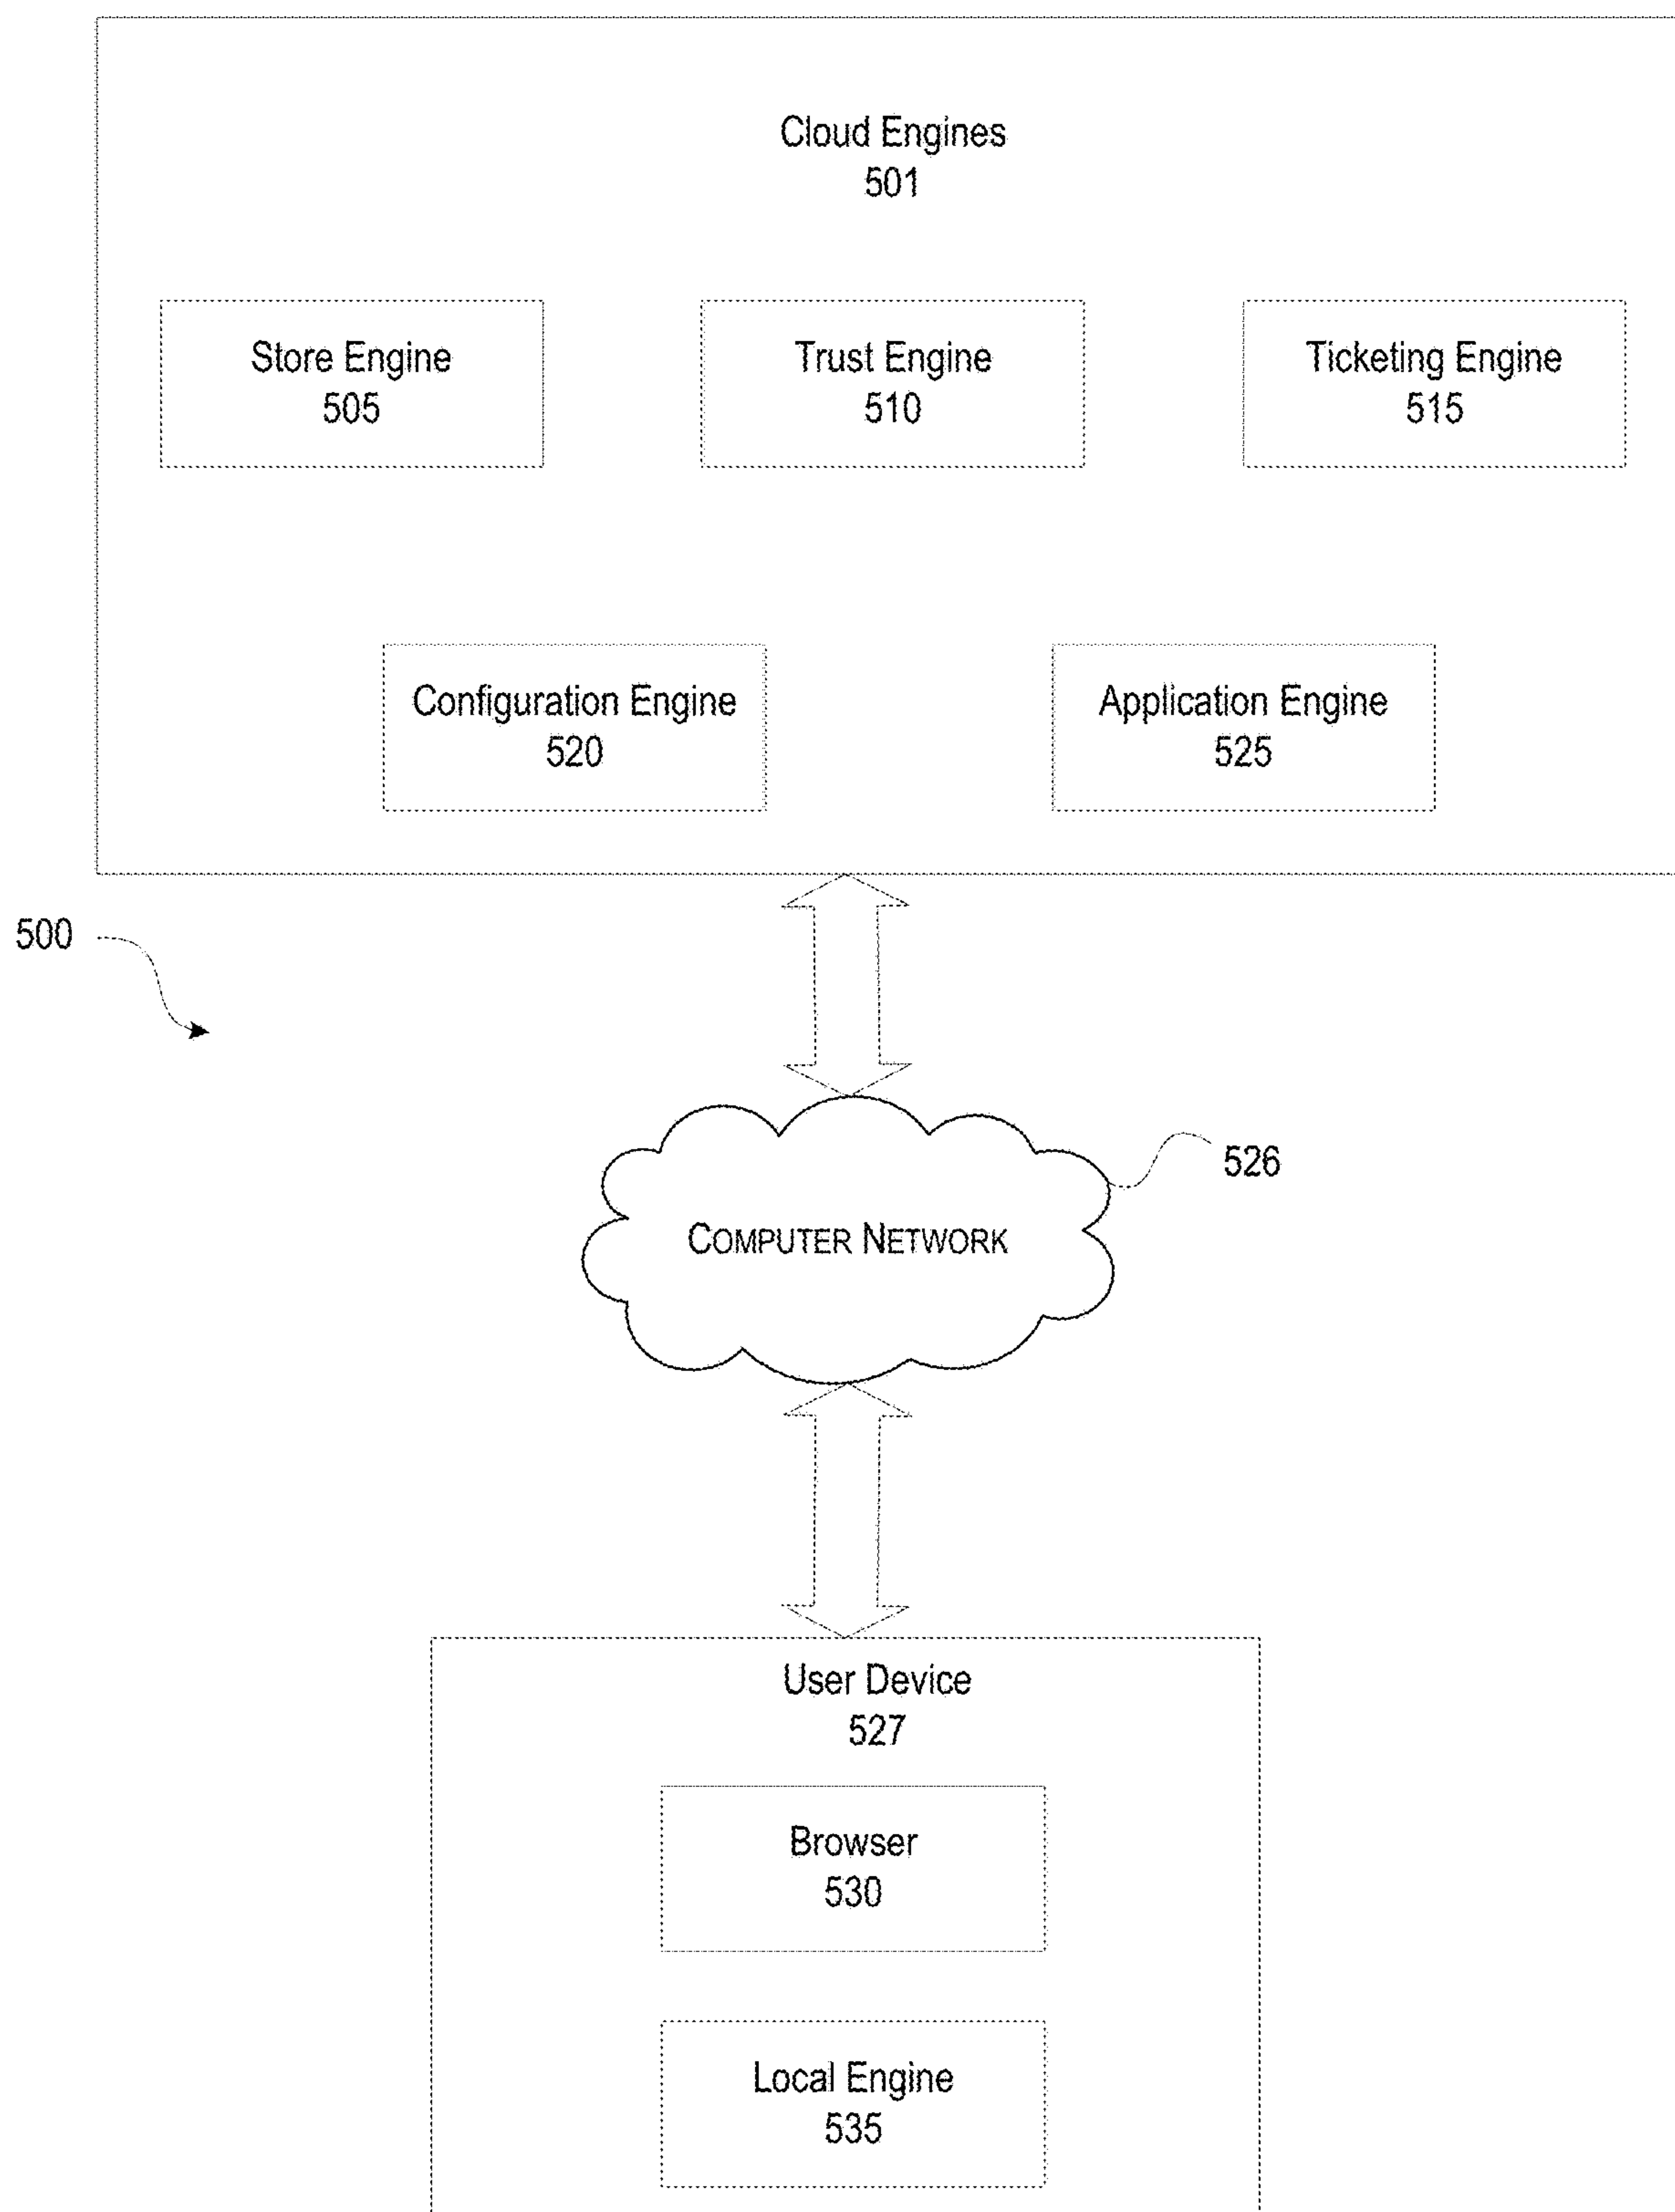 Cloud Engines
501
Store Engine
505
Trust Engine
510
Ticketing Engine
515
Configuration Engine
520
Application Engine
525
500
526
COMPUTER NETWORK
User Device
527
Browser
530
Local Engine
535